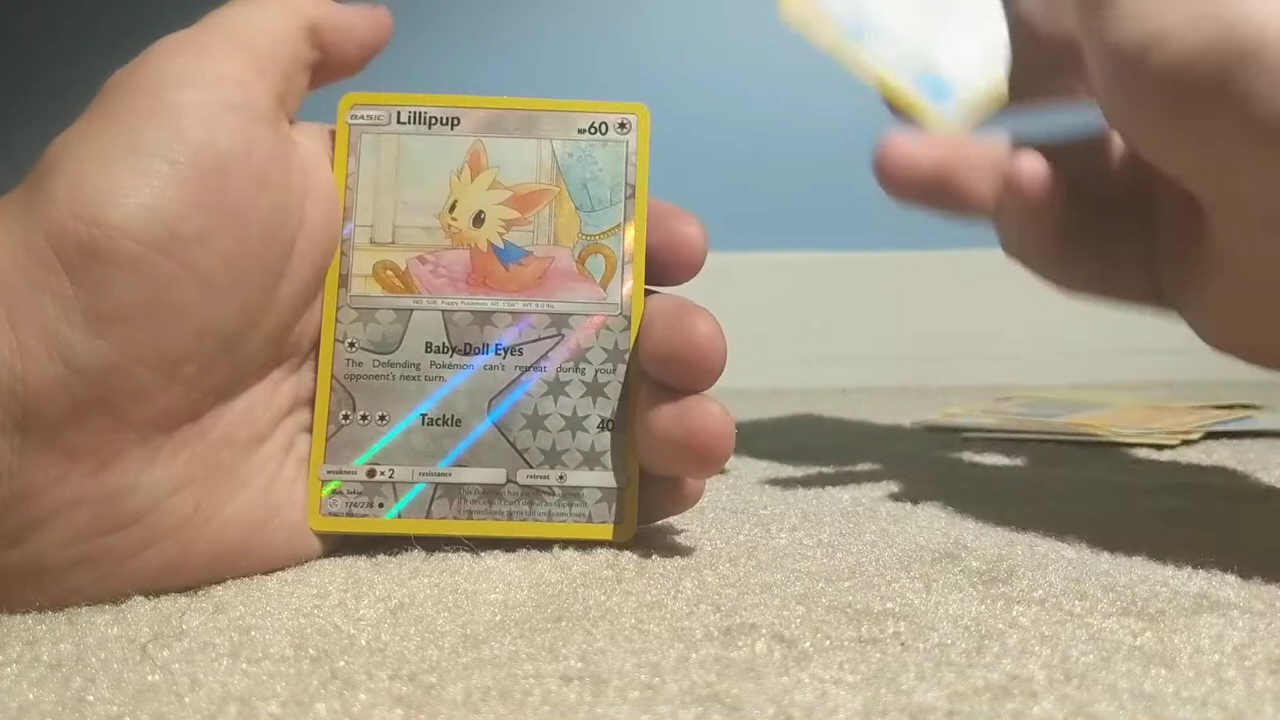 BASIC Lillipup HP 60
NO. 506 Puppy Pokémon HT: 1'04" WT: 9.0 lbs.
Baby-Doll Eyes
The Defending Pokémon can't retreat during your
opponent's next turn.
Tackle 40
weakness ×2 resistance retreat
174/236